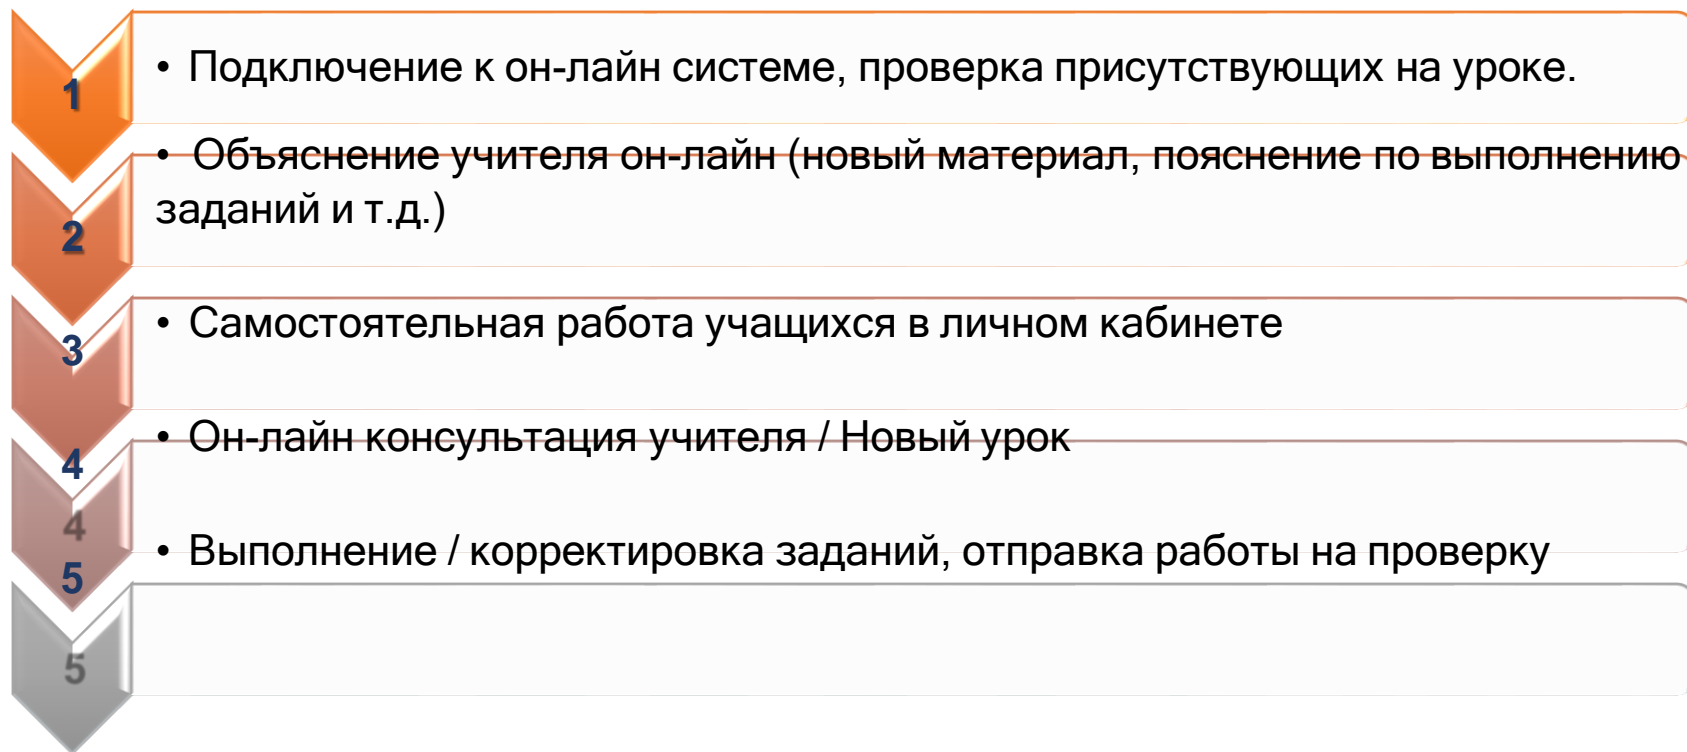 1
• Подключение к он-лайн системе, проверка присутствующих на уроке.
2
• Объяснение учителя он-лайн (новый материал, пояснение по выполнению
заданий и т.д.)
3
• Самостоятельная работа учащихся в личном кабинете
4
• Он-лайн консультация учителя / Новый урок
4
5
• Выполнение / корректировка заданий, отправка работы на проверку
5